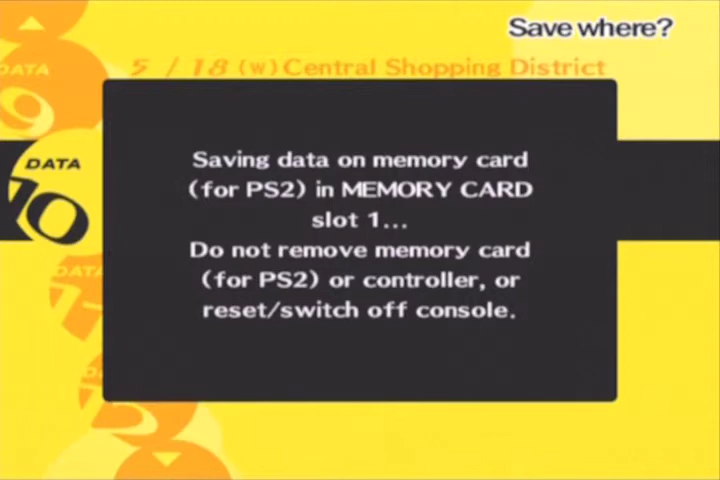 Save where?
5 / 18 (W) Central Shopping District
DATA
9
DATA
10
Saving data on memory card
(for PS2) in MEMORY CARD
slot 1...
Do not remove memory card
(for PS2) or controller, or
reset/switch off console.
DATA